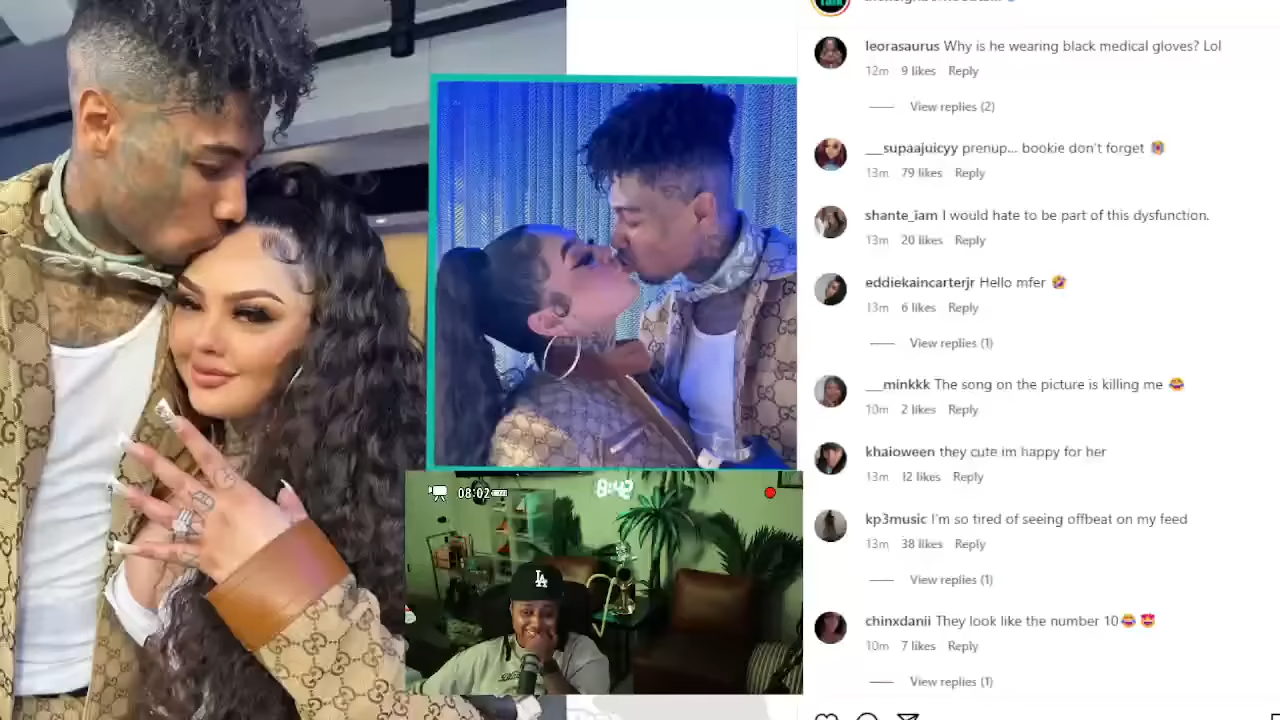 leorasaurus Why is he wearing black medical gloves? Lol
12m 9 likes Reply
View replies (2)
___supaajuicyy prenup... bookie don't forget
13m 79 likes Reply
shante_iam I would hate to be part of this dysfunction.
13m 20 likes Reply
eddiekaincarterjr Hello mfer 🤣
13m 6 likes Reply
View replies (1)
___minkkk The song on the picture is killing me 😂
10m 2 likes Reply
khaioween they cute im happy for her
13m 12 likes Reply
kp3music I'm so tired of seeing offbeat on my feed
13m 38 likes Reply
View replies (1)
chinxdanii They look like the number 10😂 🤩
10m 7 likes Reply
View replies (1)
08:02
8:42
LA